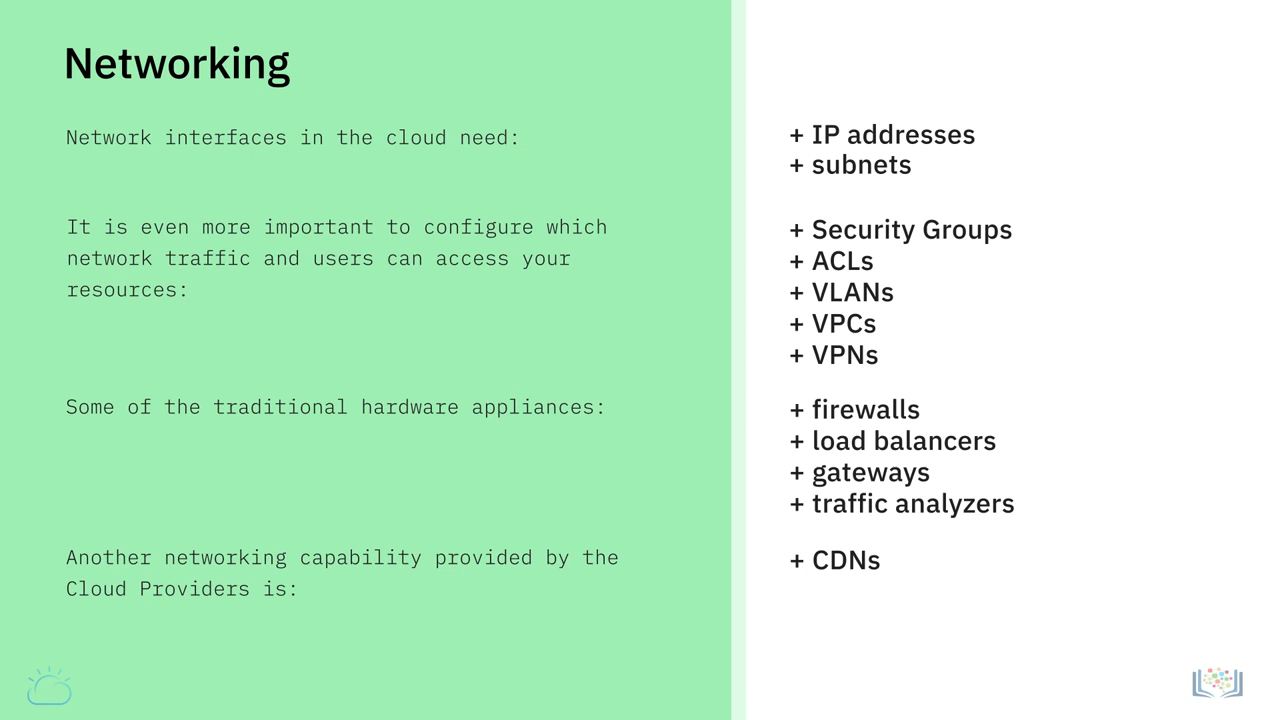 Networking
Network interfaces in the cloud need:
+ IP addresses
+ subnets
It is even more important to configure which
network traffic and users can access your
resources:
+ Security Groups
+ ACLs
+ VLANs
+ VPCs
+ VPNs
Some of the traditional hardware appliances:
+ firewalls
+ load balancers
+ gateways
+ traffic analyzers
Another networking capability provided by the
Cloud Providers is:
+ CDNs